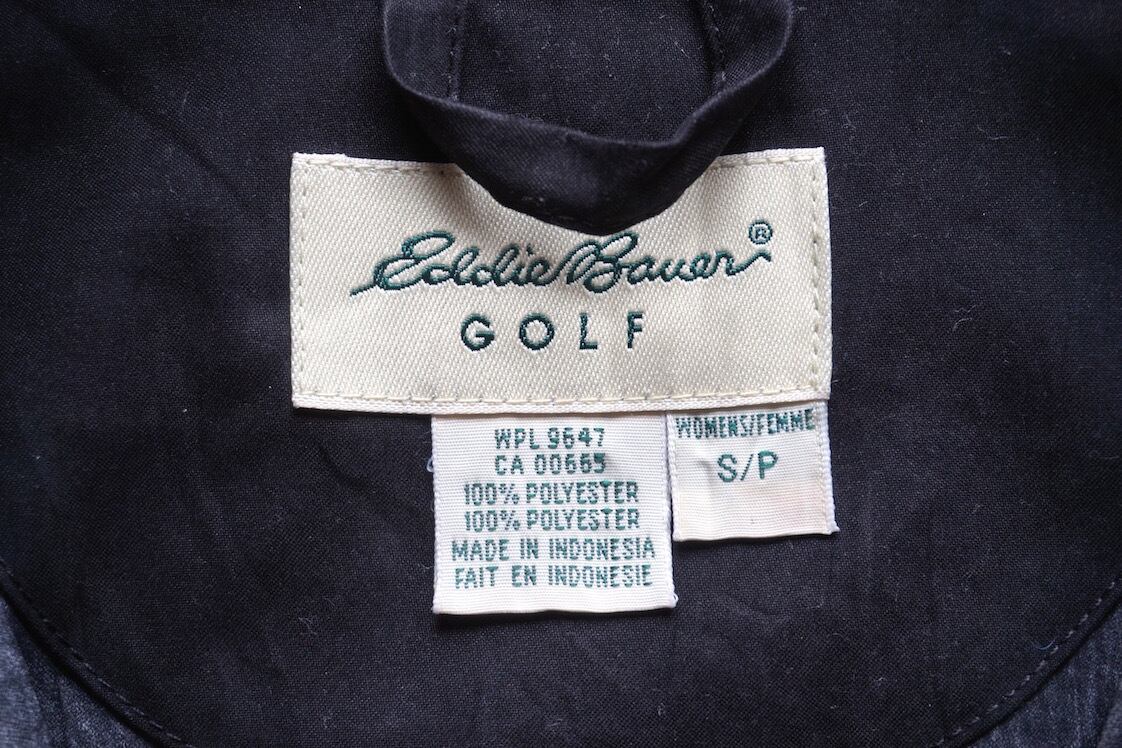 Eddie Bauer®
GOLF
WPL 9647
CA 00665
100% POLYESTER
100% POLYESTER
MADE IN INDONESIA
FAIT EN INDONESIE
WOMENS/FEMME
S/P